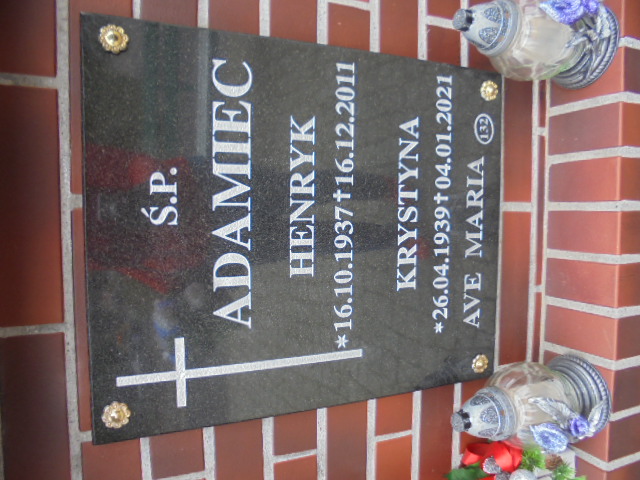 Ś.P.
ADAMIEC
HENRYK
*16.10.1937 †16.12.2011
KRYSTYNA
*26.04.1939 †04.01.2021
AVE MARIA 132